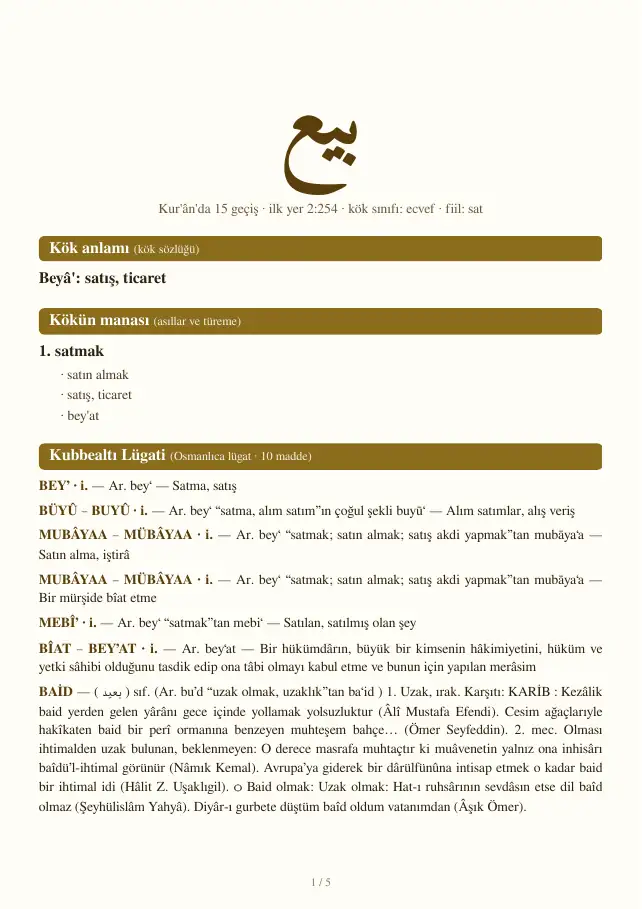 بيع
Kur'ân'da 15 geçiş · ilk yer 2:254 · kök sınıfı: ecvef · fiil: sat
Kök anlamı (kök sözlüğü)
Beyâ': satış, ticaret
Kökün manası (asıllar ve türeme)
1. satmak
· satın almak
· satış, ticaret
· bey'at
Kubbealtı Lügati (Osmanlıca lügat · 10 madde)
BEY’ · i. — Ar. bey‘ — Satma, satış
BÜYÛ – BUYÛ · i. — Ar. bey‘ “satma, alım satım”ın çoğul şekli buyū‘ — Alım satımlar, alış veriş
MUBÂYAA – MÜBÂYAA · i. — Ar. bey‘ “satmak; satın almak; satış akdi yapmak”tan mubāya‘a —
Satın alma, iştirâ
MUBÂYAA – MÜBÂYAA · i. — Ar. bey‘ “satmak; satın almak; satış akdi yapmak”tan mubāya‘a —
Bir mürşide bîat etme
MEBÎ’ · i. — Ar. bey‘ “satmak”tan mebі‘ — Satılan, satılmış olan şey
BÎAT – BEY’AT · i. — Ar. bey‘at — Bir hükümdârın, büyük bir kimsenin hâkimiyetini, hüküm ve
yetki sâhibi olduğunu tasdik edip ona tâbi olmayı kabul etme ve bunun için yapılan merâsim
BAİD — ( بعيد ) sıf. (Ar. bu’d “uzak olmak, uzaklık”tan ba‘іd ) 1. Uzak, ırak. Karşıtı: KARİB : Kezâlik
baid yerden gelen yârânı gece içinde yollamak yolsuzluktur (Âlî Mustafa Efendi). Cesim ağaçlarıyle
hakîkaten baid bir perî ormanına benzeyen muhteşem bahçe… (Ömer Seyfeddin). 2. mec. Olması
ihtimalden uzak bulunan, beklenmeyen: O derece masrafa muhtaçtır ki muâvenetin yalnız ona inhisârı
baîdü’l-ihtimal görünür (Nâmık Kemal). Avrupa’ya giderek bir dârülfünûna intisap etmek o kadar baid
bir ihtimal idi (Hâlit Z. Uşaklıgil). ѻ Baid olmak: Uzak olmak: Hat-ı ruhsârının sevdâsın etse dil baîd
olmaz (Şeyhülislâm Yahyâ). Diyâr-ı gurbete düştüm baîd oldum vatanımdan (Âşık Ömer).
1 / 5